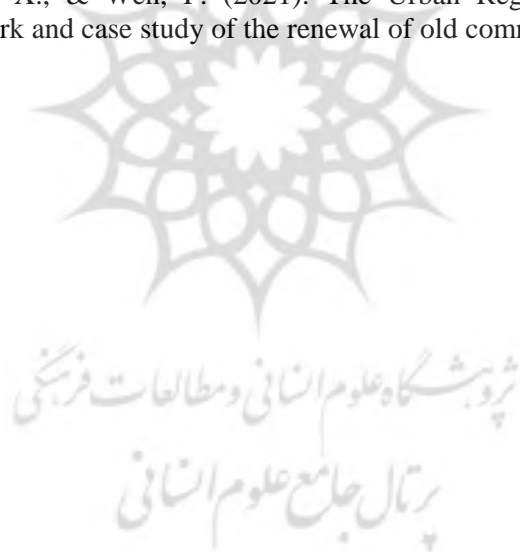 X., & Wen, F. (2021). The Urban Reg
rk and case study of the renewal of old comm
پژوهشگاه علوم انسانی و مطالعات فرهنگی
پرتال جامع علوم انسانی